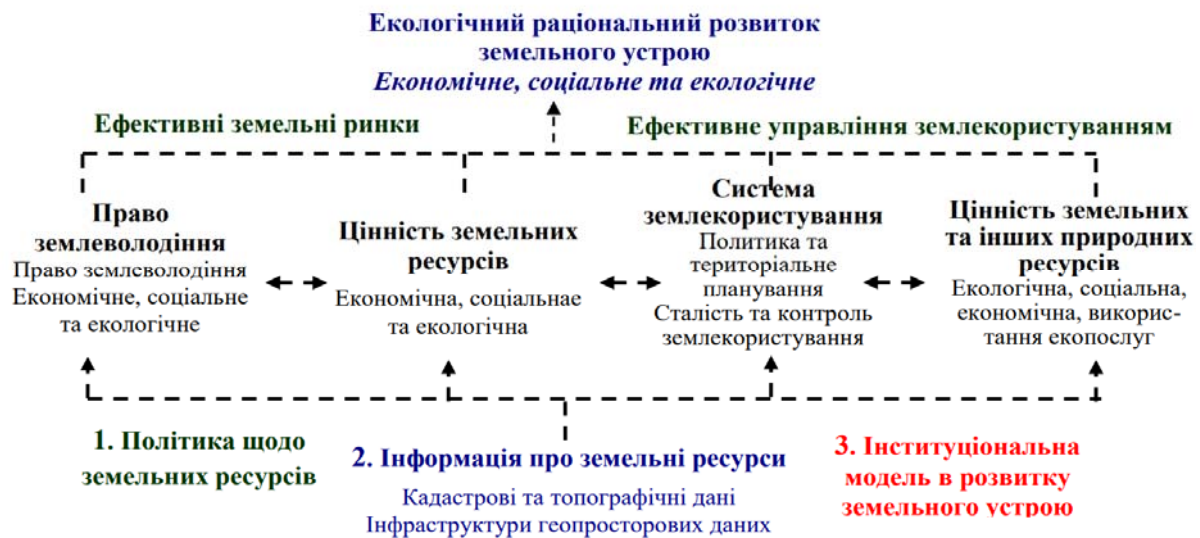 Екологічний раціональний розвиток
земельного устрою
Економічне, соціальне та екологічне
Ефективні земельні ринки
Ефективне управління землекористуванням
Право
землеволодіння
Право землеволодіння
Економічне, соціальне
та екологічне
Цінність земельних
ресурсів
Економічна, соціальнае
та екологічна
Система
землекористування
Политика та
територіальне
планування
Сталість та контроль
землекористування
Цінність земельних
та інших природних
ресурсів
Екологічна, соціальна,
економічна, викорис-
тання екопослуг
1. Політика щодо
земельних ресурсів
2. Інформація про земельні ресурси
Кадастрові та топографічні дані
Інфраструктури геопросторових даних
3. Інституціональна
модель в розвитку
земельного устрою